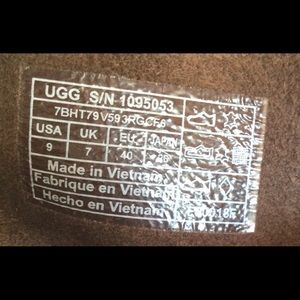 UGG® S/N 1095053
7BHT79V593RGCF6
USA UK EU JAPAN
9 7 40 26
Made in Vietnam
Fabrique en Vietnam
Hecho en Vietnam